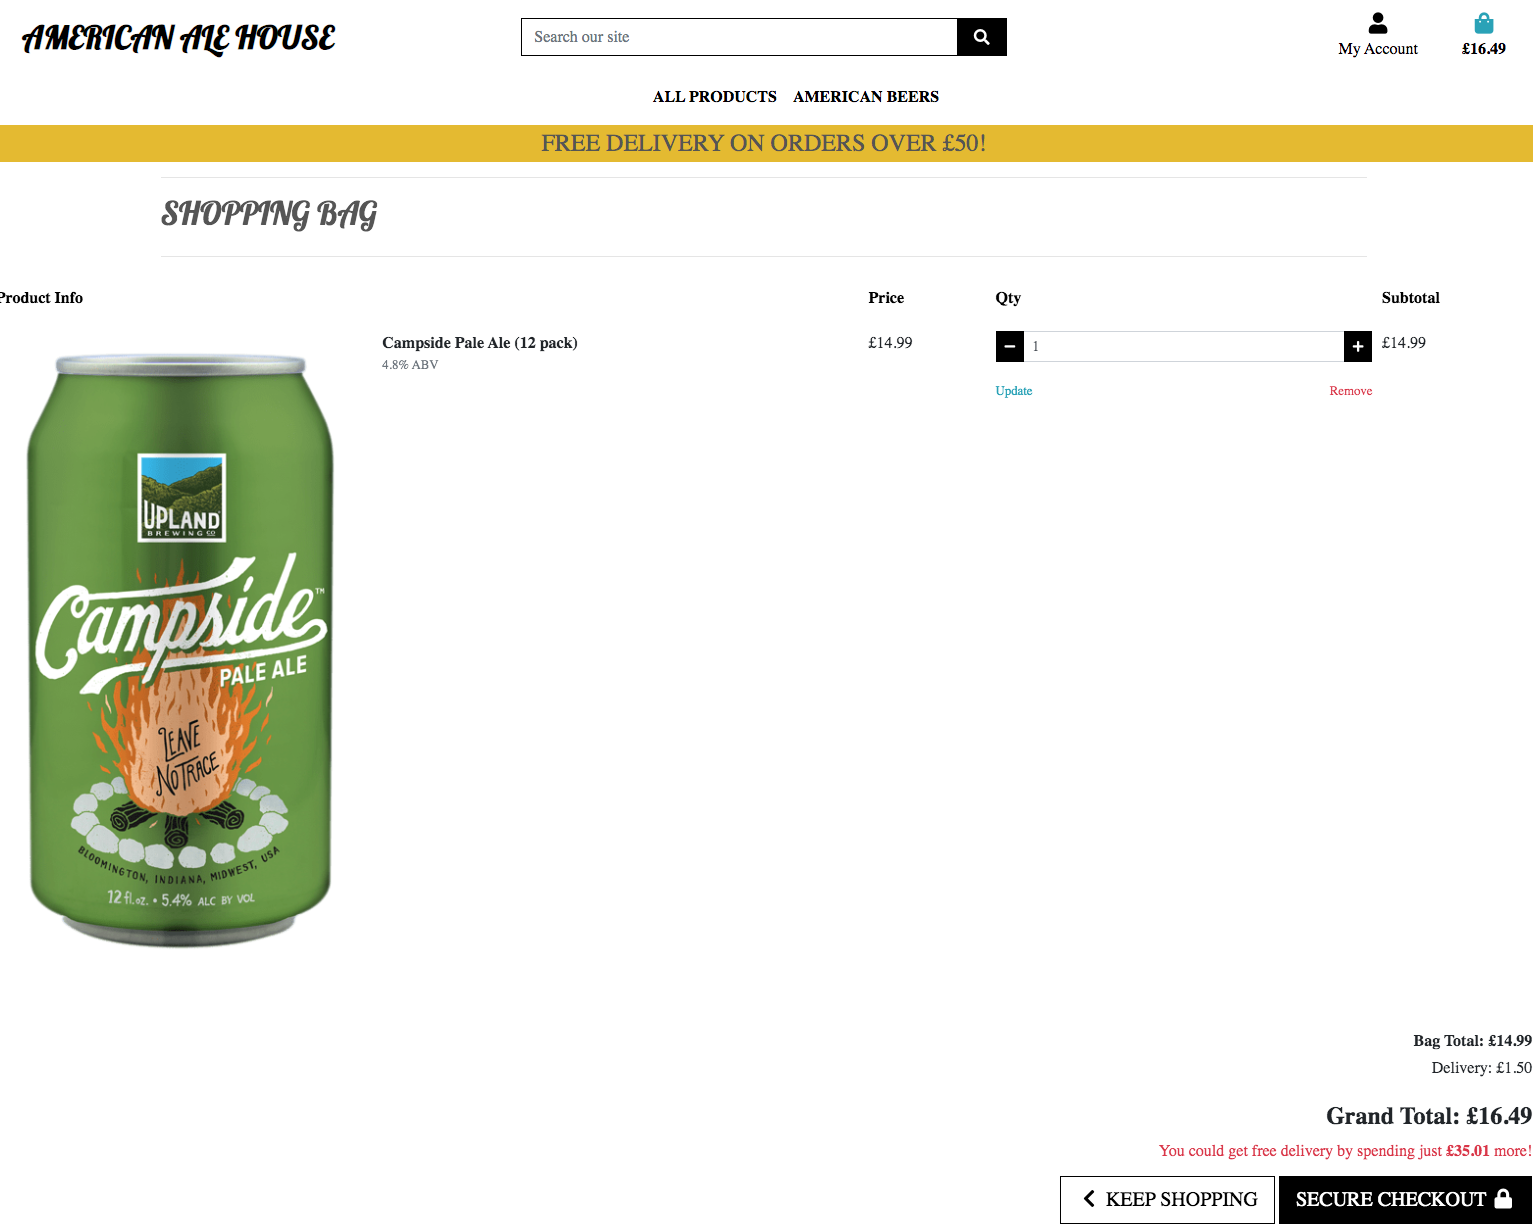 AMERICAN ALE HOUSE
Search our site
My Account
£16.49
ALL PRODUCTS AMERICAN BEERS
FREE DELIVERY ON ORDERS OVER £50!
SHOPPING BAG
Product Info Price Qty Subtotal
Campside Pale Ale (12 pack) £14.99 1 £14.99
4.8% ABV
Update Remove
UPLAND
BREWING CO
Campside™
PALE ALE
LEAVE
NO TRACE
BLOOMINGTON, INDIANA, MIDWEST, USA
12 fl.oz. • 5.4% ALC BY VOL
Bag Total: £14.99
Delivery: £1.50
Grand Total: £16.49
You could get free delivery by spending just £35.01 more!
KEEP SHOPPING SECURE CHECKOUT